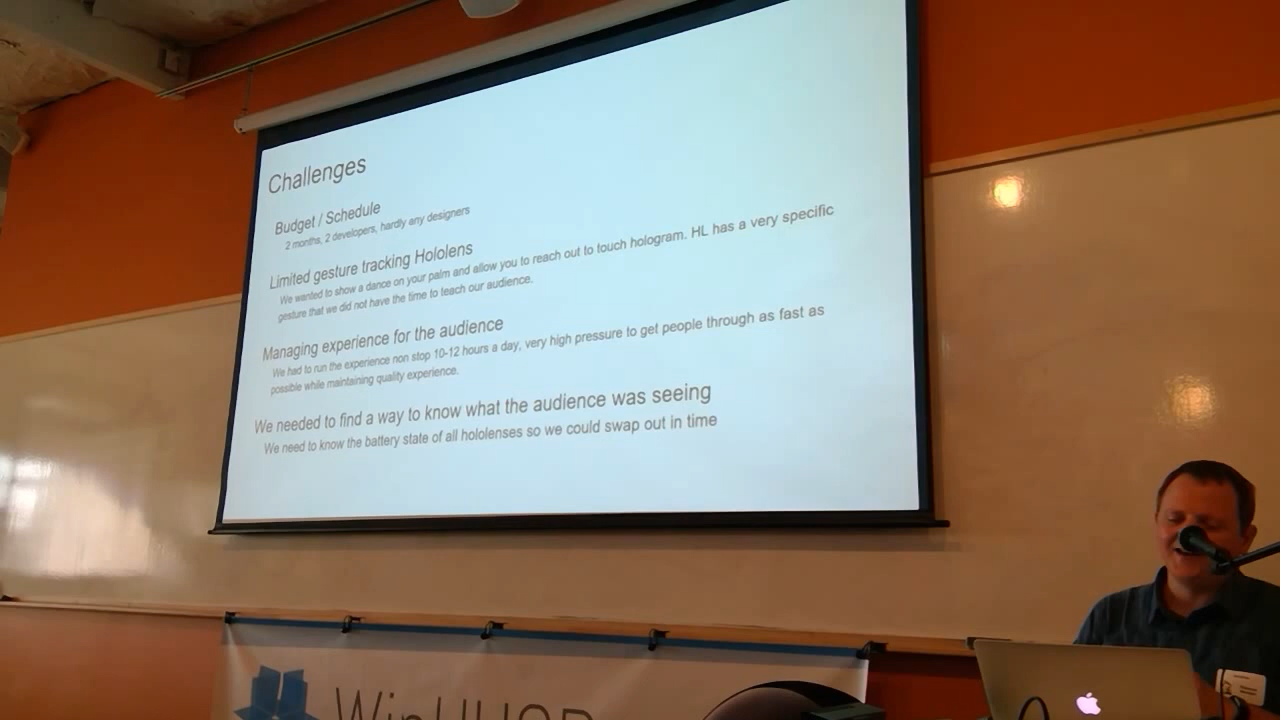 Challenges
Budget / Schedule
2 months, 2 developers, hardly any designers
Limited gesture tracking Hololens
We wanted to show a dance on your palm and allow you to reach out to touch hologram. HL has a very specific
gesture that we did not have the time to teach our audience.
Managing experience for the audience
We had to run the experience non stop 10-12 hours a day, very high pressure to get people through as fast as
possible while maintaining quality experience.
We needed to find a way to know what the audience was seeing
We need to know the battery state of all hololenses so we could swap out in time